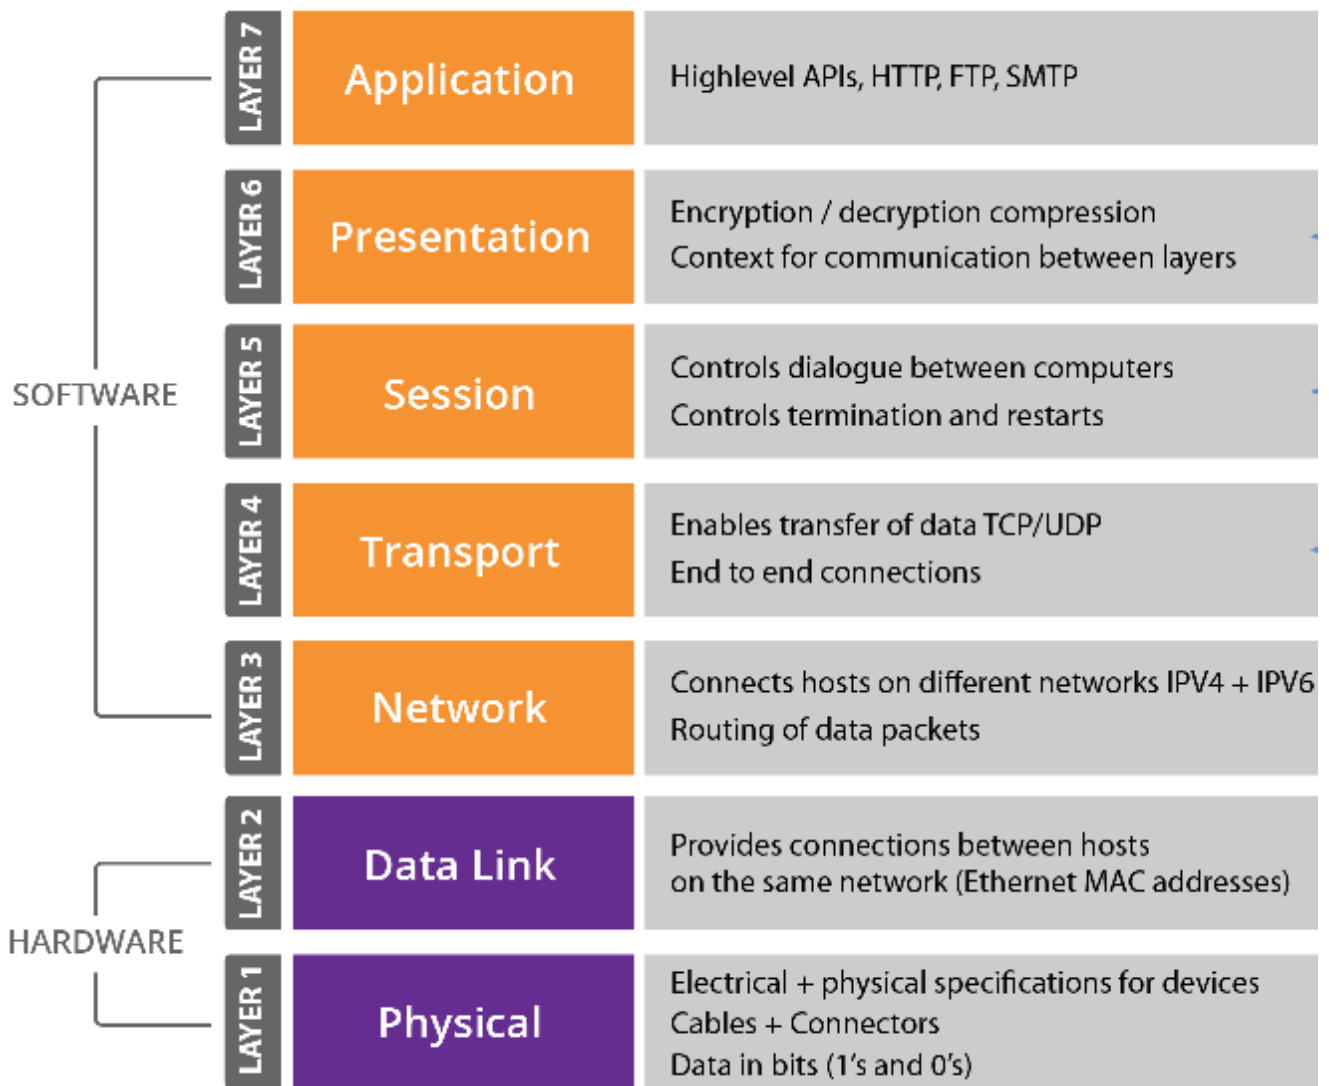 LAYER 7
Application
Highlevel APIs, HTTP, FTP, SMTP
LAYER 6
Presentation
Encryption / decryption compression
Context for communication between layers
LAYER 5
Session
Controls dialogue between computers
Controls termination and restarts
SOFTWARE
LAYER 4
Transport
Enables transfer of data TCP/UDP
End to end connections
LAYER 3
Network
Connects hosts on different networks IPV4 + IPV6
Routing of data packets
LAYER 2
Data Link
Provides connections between hosts
on the same network (Ethernet MAC addresses)
HARDWARE
LAYER 1
Physical
Electrical + physical specifications for devices
Cables + Connectors
Data in bits (1's and 0's)